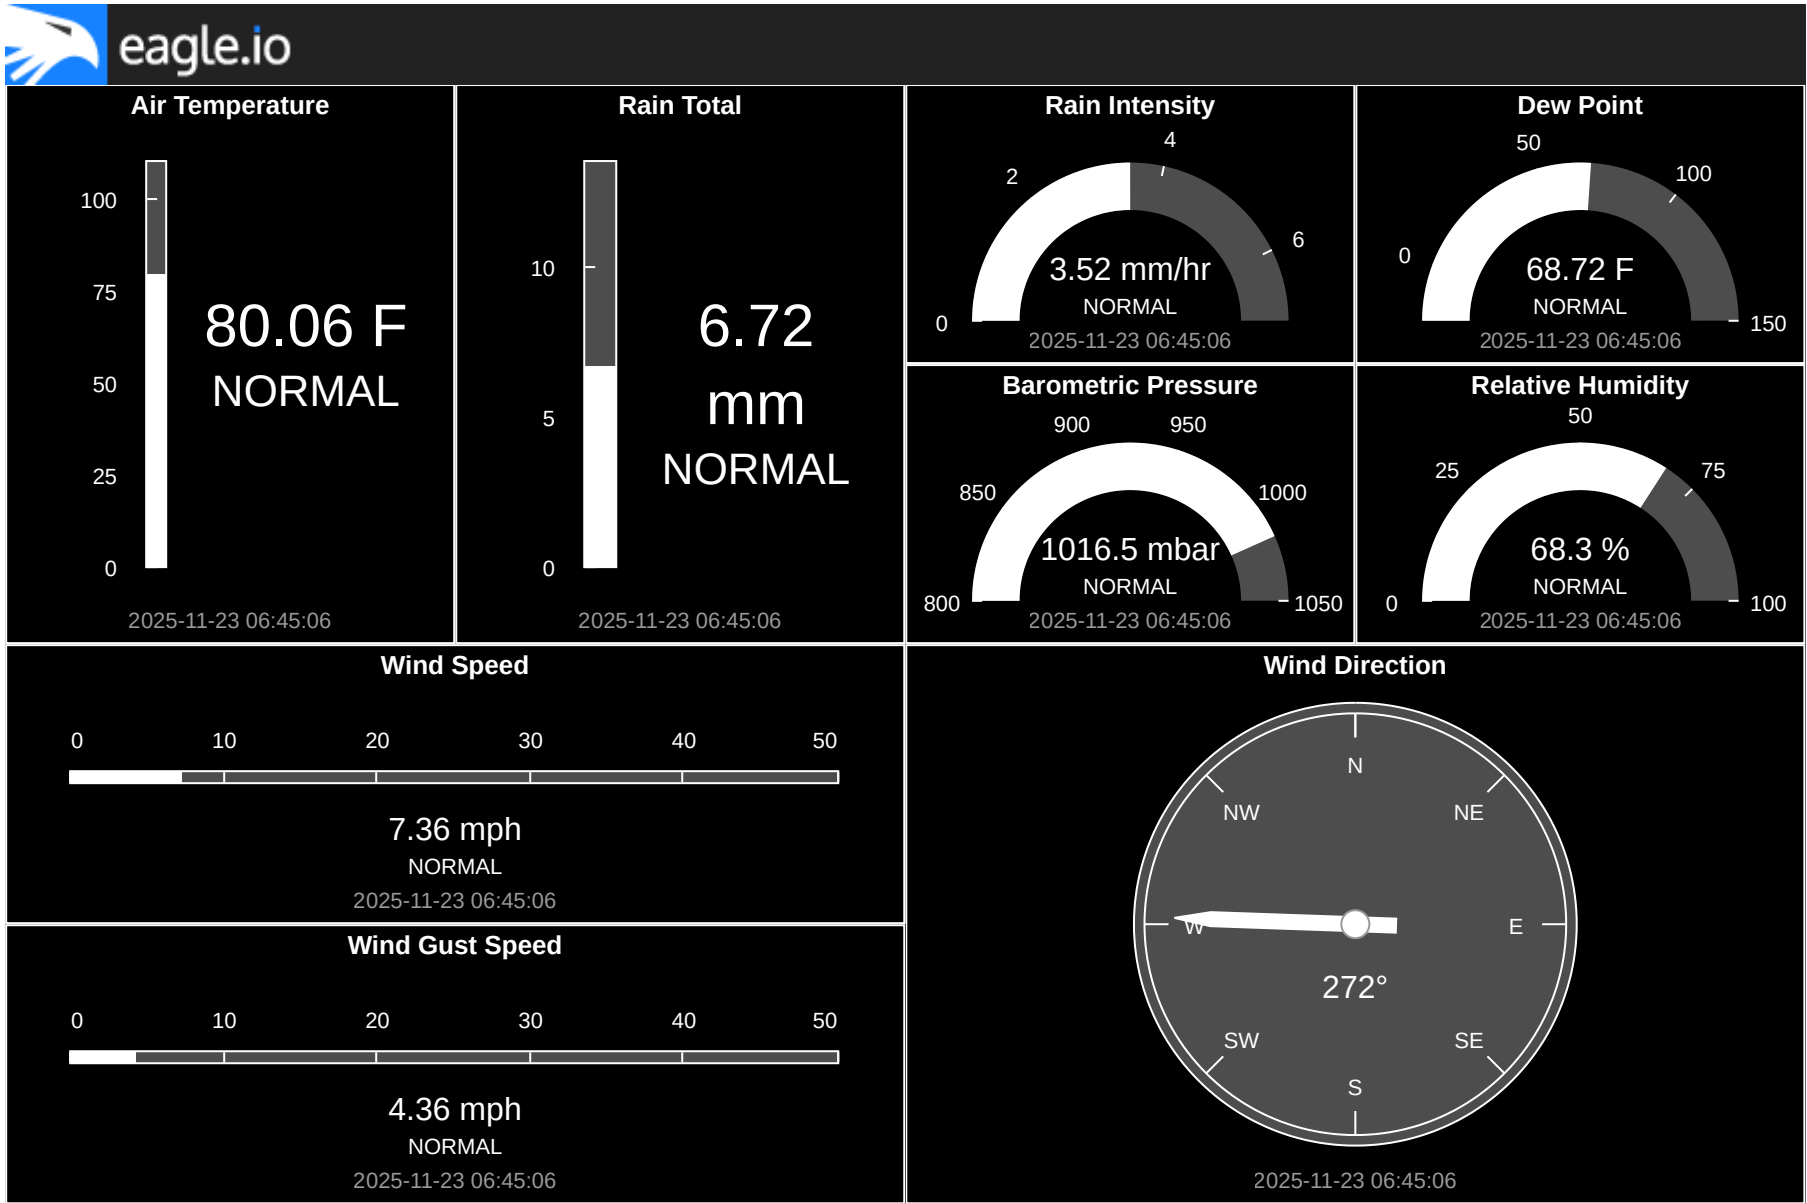 eagle.io
Air Temperature
100
75
50
25
0
80.06 F
NORMAL
2025-11-23 06:45:06
Rain Total
10
5
0
6.72
mm
NORMAL
2025-11-23 06:45:06
Rain Intensity
0
2
4
6
3.52 mm/hr
NORMAL
2025-11-23 06:45:06
Dew Point
0
50
100
150
68.72 F
NORMAL
2025-11-23 06:45:06
Barometric Pressure
800
850
900
950
1000
1050
1016.5 mbar
NORMAL
2025-11-23 06:45:06
Relative Humidity
0
25
50
75
100
68.3 %
NORMAL
2025-11-23 06:45:06
Wind Speed
0 10 20 30 40 50
7.36 mph
NORMAL
2025-11-23 06:45:06
Wind Gust Speed
0 10 20 30 40 50
4.36 mph
NORMAL
2025-11-23 06:45:06
Wind Direction
N
NW NE
W E
272°
SW SE
S
2025-11-23 06:45:06